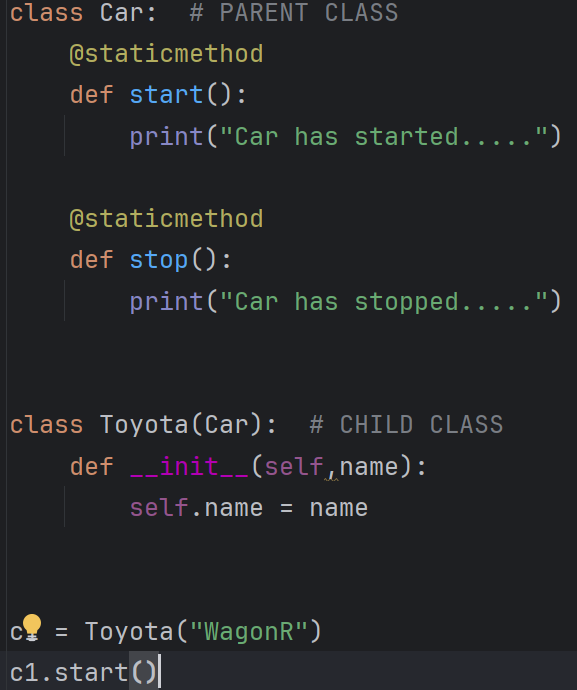 class Car:  # PARENT CLASS
    @staticmethod
    def start():
        print("Car has started.....")
    @staticmethod
    def stop():
        print("Car has stopped.....")
class Toyota(Car):  # CHILD CLASS
    def __init__(self,name):
        self.name = name
c1 = Toyota("WagonR")
c1.start()